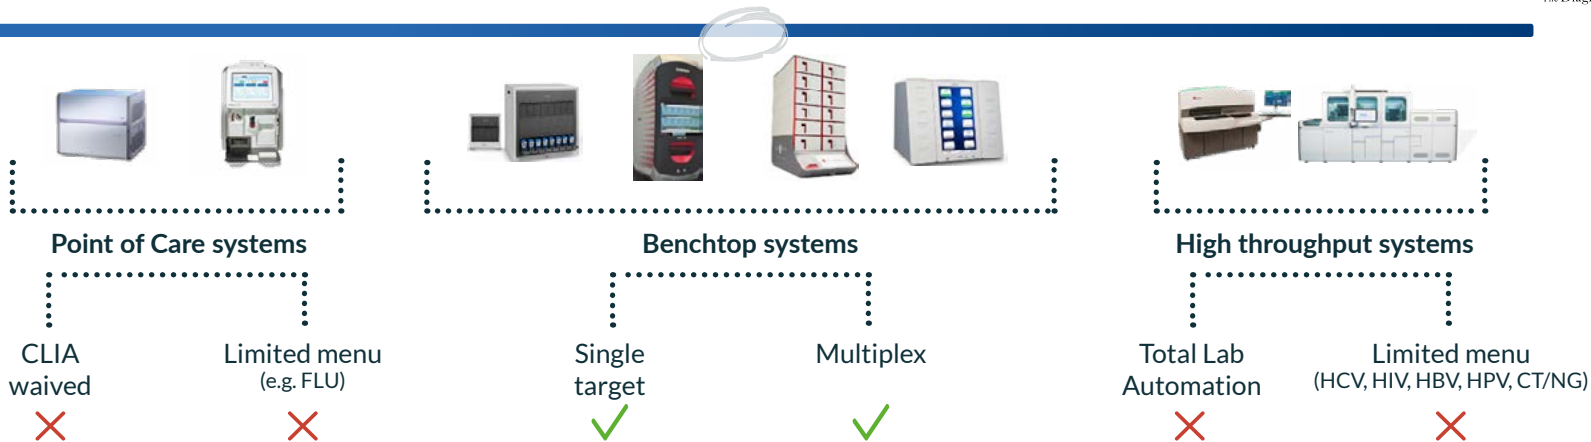 Point of Care systems
Benchtop systems
High throughput systems
CLIA
waived
Limited menu
(e.g. FLU)
Single
target
Multiplex
Total Lab
Automation
Limited menu
(HCV, HIV, HBV, HPV, CT/NG)